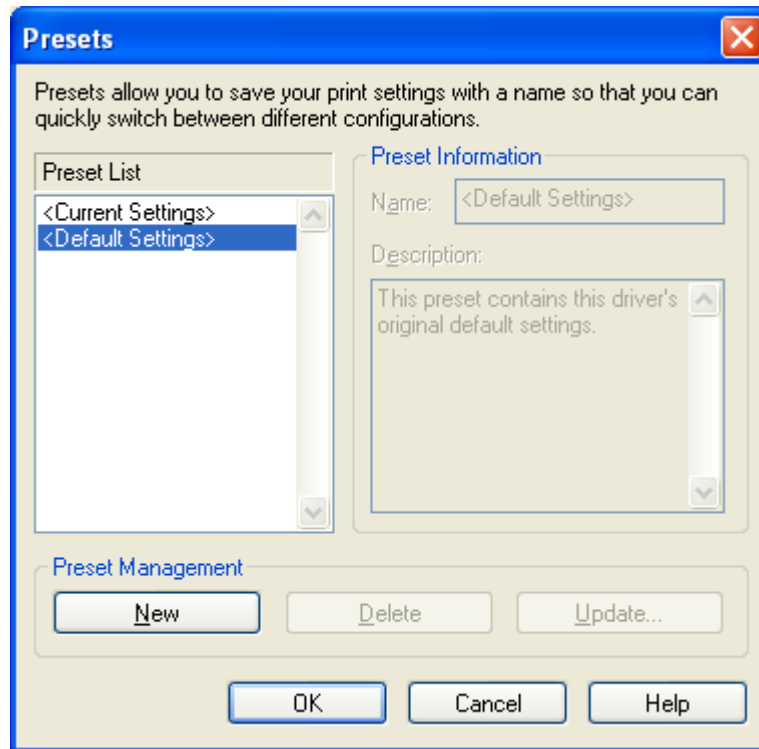 Presets
Presets allow you to save your print settings with a name so that you can
quickly switch between different configurations.
Preset List
<Current Settings>
<Default Settings>
Preset Information
Name: <Default Settings>
Description:
This preset contains this driver's
original default settings.
Preset Management
New Delete Update...
OK Cancel Help